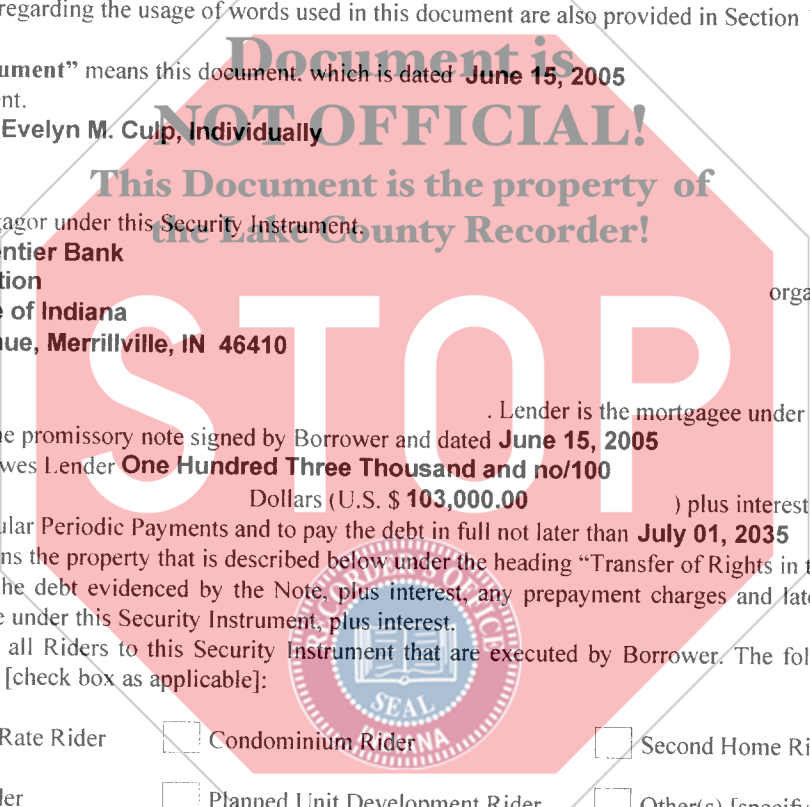 regarding the usage of words used in this document are also provided in Section
Document is
ument” means this document, which is dated June 15, 2005
nt.
NOT OFFICIAL!
Evelyn M. Culp, Individually
This Document is the property of
agor under this Security Instrument.
the Lake County Recorder!
ntier Bank
tion
orga
e of Indiana
ue, Merrillville, IN 46410
STOP
. Lender is the mortgagee under
e promissory note signed by Borrower and dated June 15, 2005
wes Lender One Hundred Three Thousand and no/100
Dollars (U.S. $ 103,000.00 ) plus interest
ular Periodic Payments and to pay the debt in full not later than July 01, 2035
ns the property that is described below under the heading “Transfer of Rights in t
he debt evidenced by the Note, plus interest, any prepayment charges and late
e under this Security Instrument, plus interest.
all Riders to this Security Instrument that are executed by Borrower. The fol
[check box as applicable]:
RECORDER'S OFFICE
SEAL
INDIANA
Rate Rider Condominium Rider Second Home Ri
der Planned Unit Development Rider Other(s) [specif